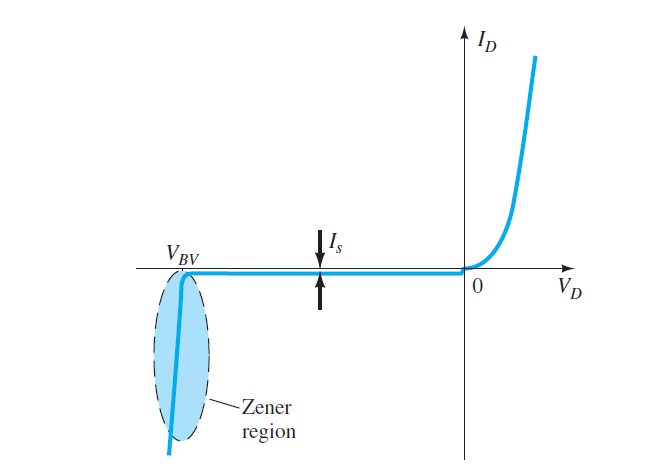 I_D
V_BV
I_s
0
V_D
Zener
region